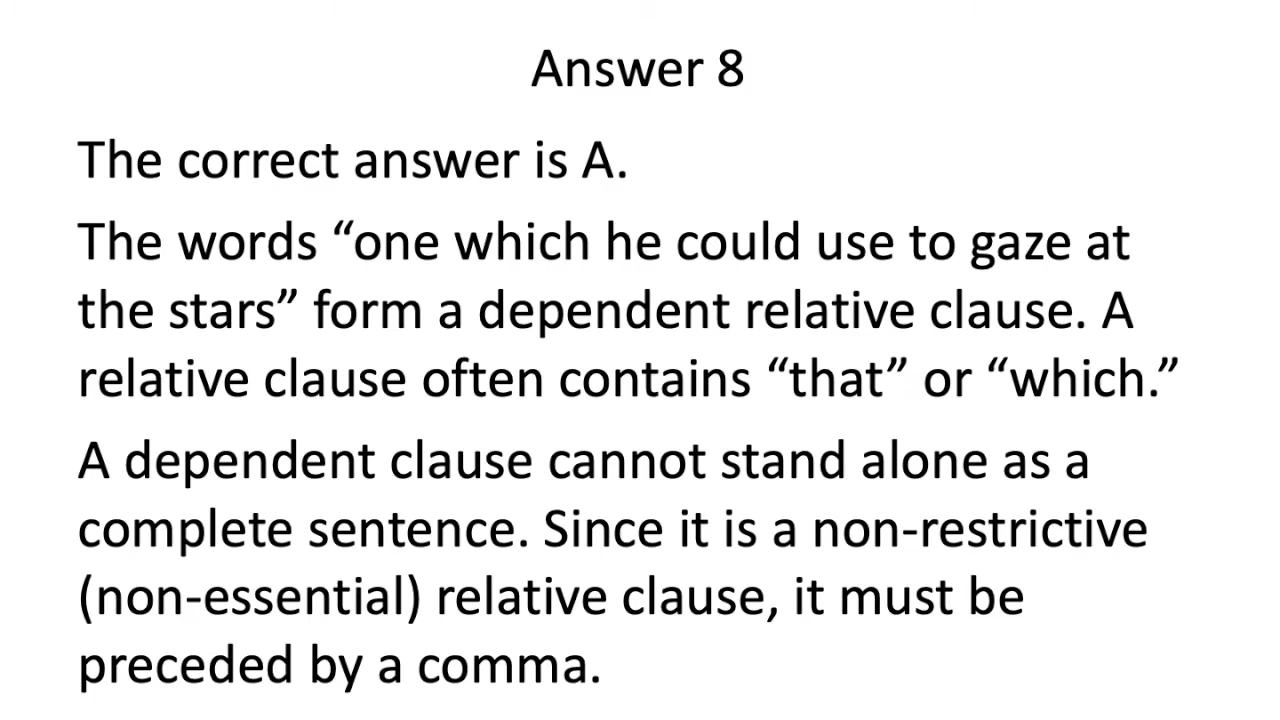 Answer 8
The correct answer is A.
The words “one which he could use to gaze at
the stars” form a dependent relative clause. A
relative clause often contains “that” or “which.”
A dependent clause cannot stand alone as a
complete sentence. Since it is a non-restrictive
(non-essential) relative clause, it must be
preceded by a comma.